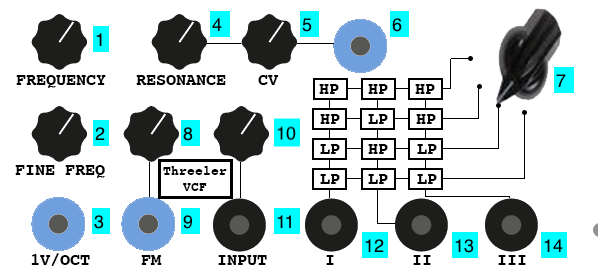 1
4
5
6
FREQUENCY
RESONANCE
CV
7
HP HP HP
HP LP HP
2
8
10
LP HP LP
FINE FREQ
Threeler
VCF
LP LP LP
3
9
11
12
13
14
1V/OCT
FM
INPUT
I
II
III